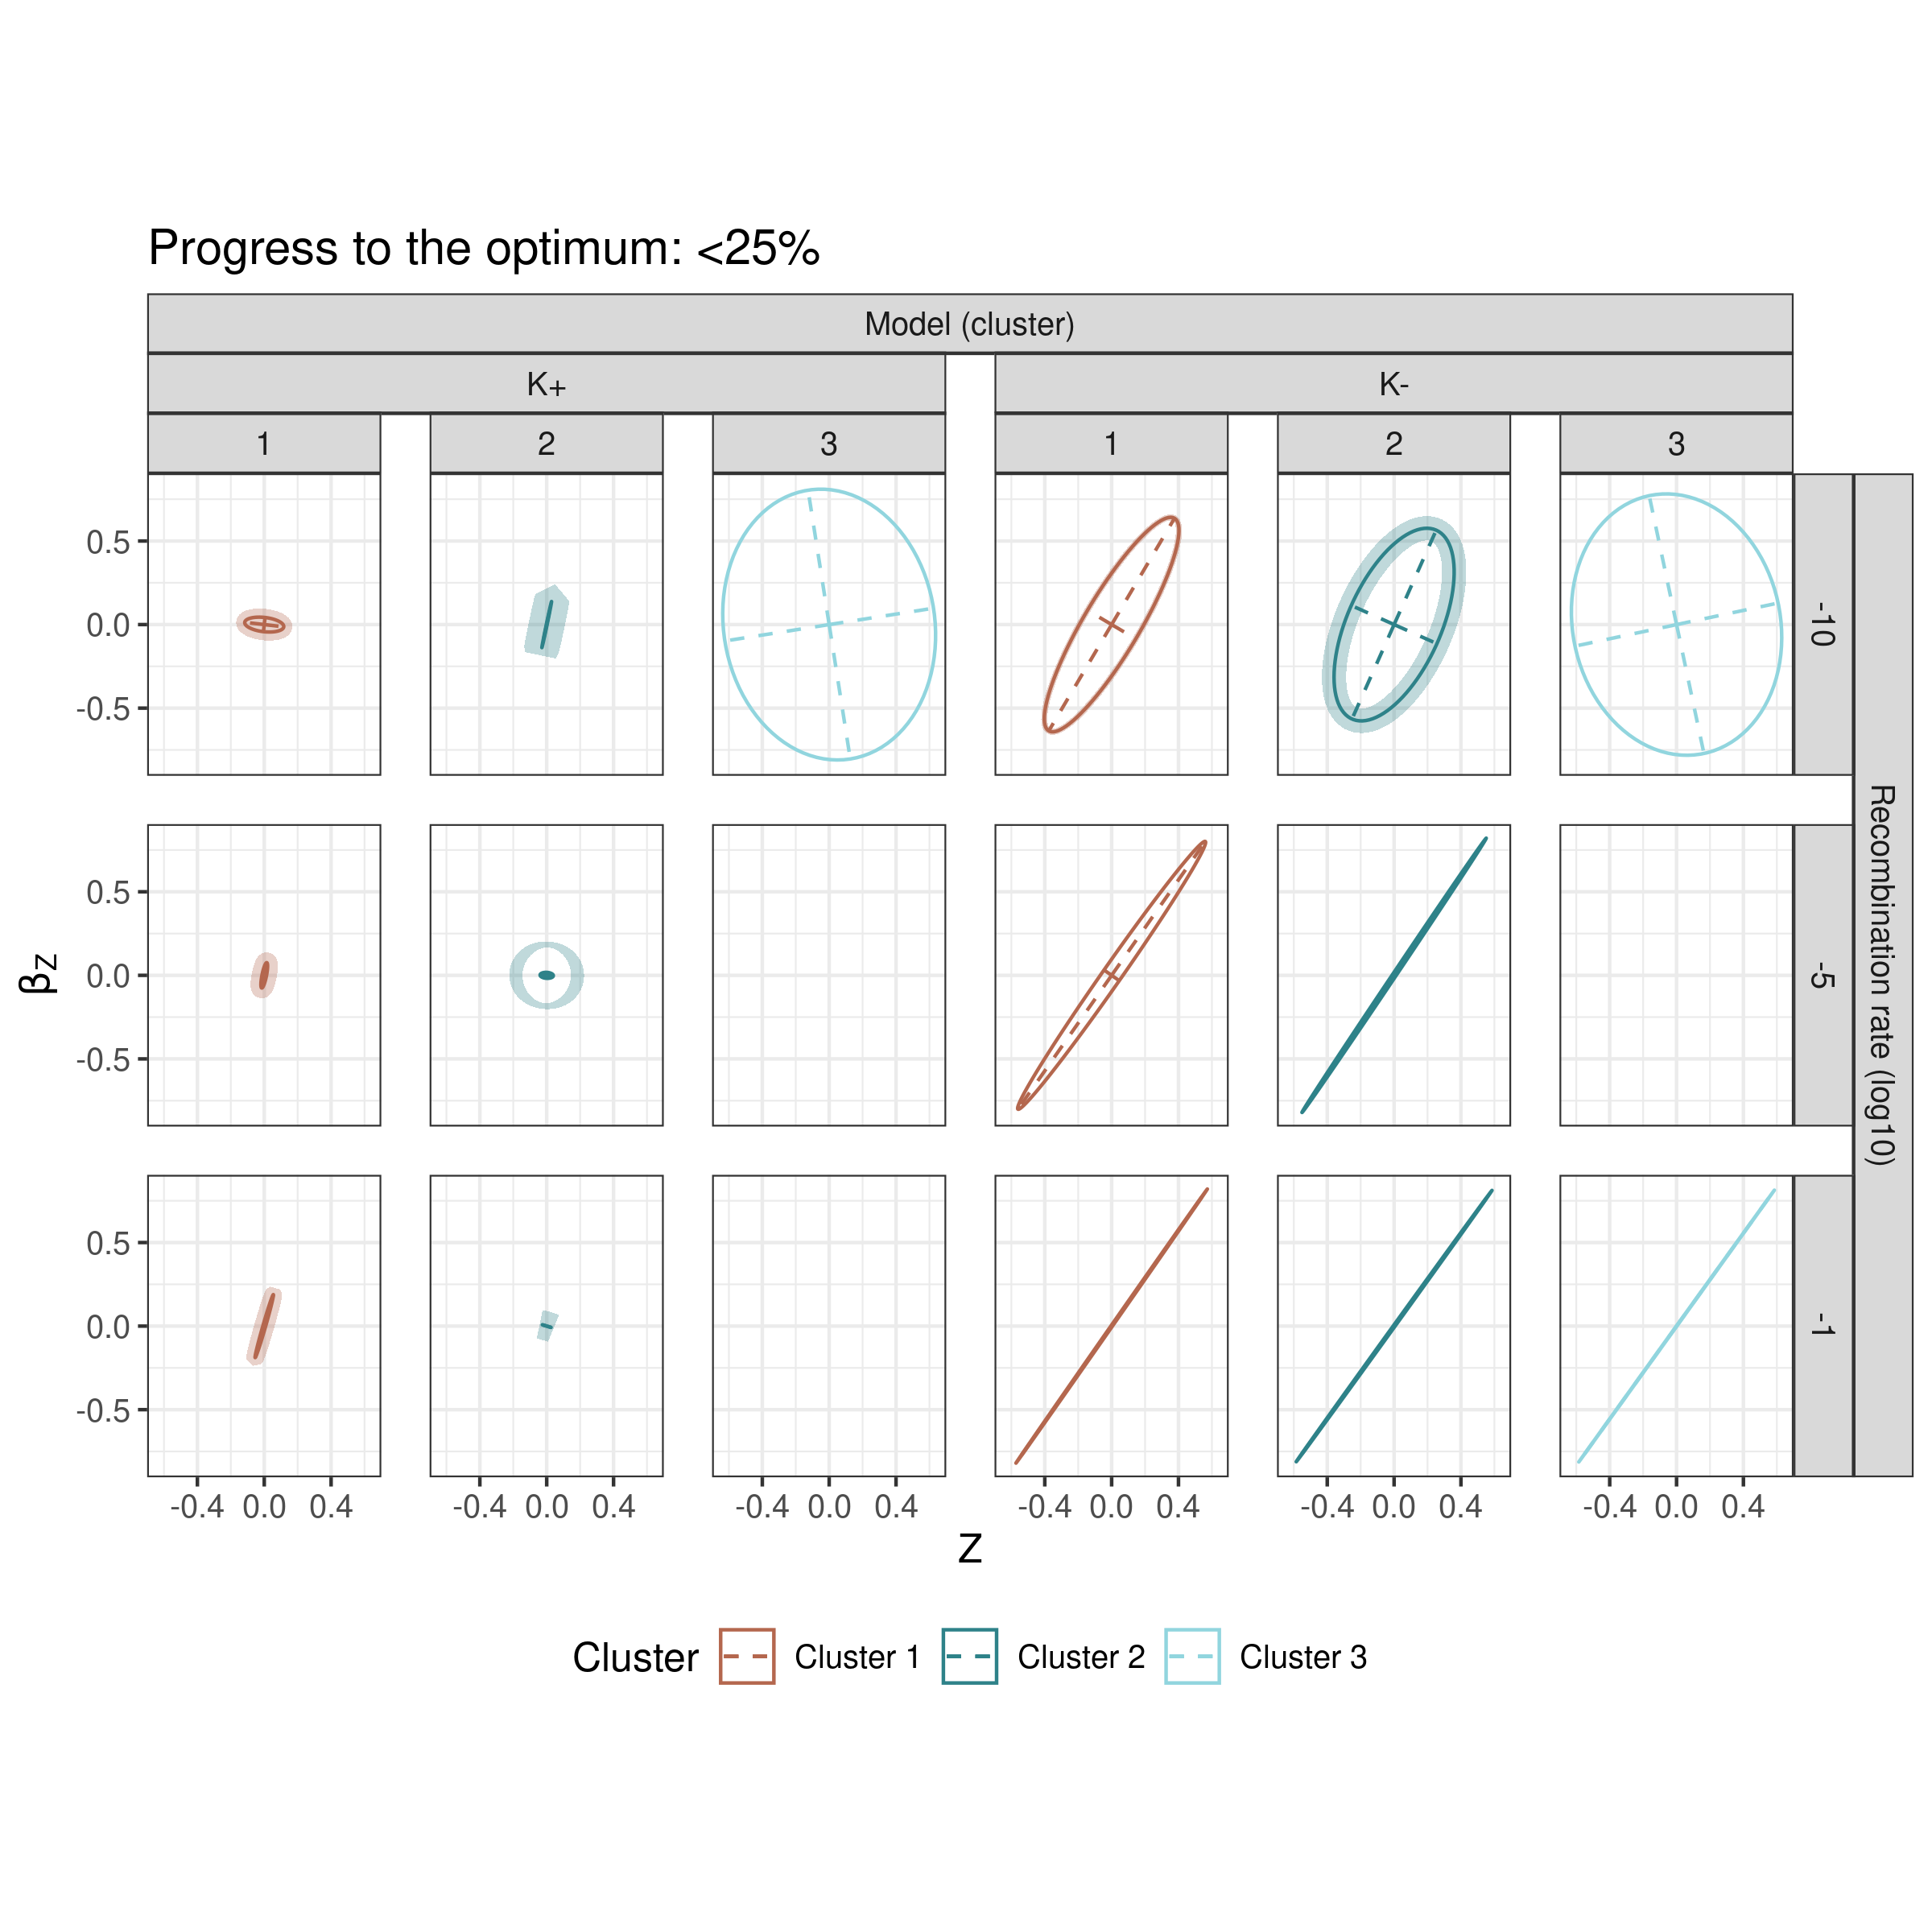 Progress to the optimum: <25%
Model (cluster)
K+ K-
1 2 3 1 2 3
0.5
0.0
-0.5
-10
0.5
0.0
-0.5
-5
0.5
0.0
-0.5
-1
βZ
Recombination rate (log10)
-0.4 0.0 0.4 -0.4 0.0 0.4 -0.4 0.0 0.4 -0.4 0.0 0.4 -0.4 0.0 0.4 -0.4 0.0 0.4
Z
Cluster Cluster 1 Cluster 2 Cluster 3